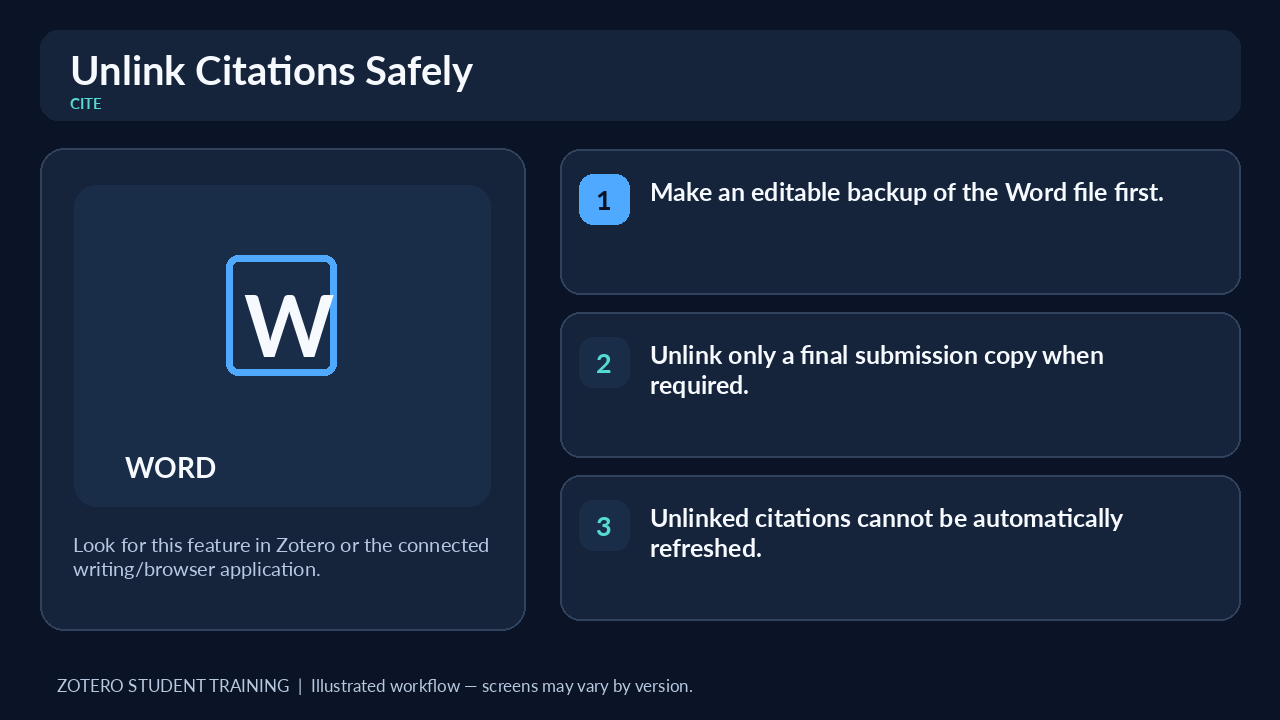 Unlink Citations Safely
CITE
W
WORD
Look for this feature in Zotero or the connected
writing/browser application.
1
Make an editable backup of the Word file first.
2
Unlink only a final submission copy when
required.
3
Unlinked citations cannot be automatically
refreshed.
ZOTERO STUDENT TRAINING | Illustrated workflow — screens may vary by version.